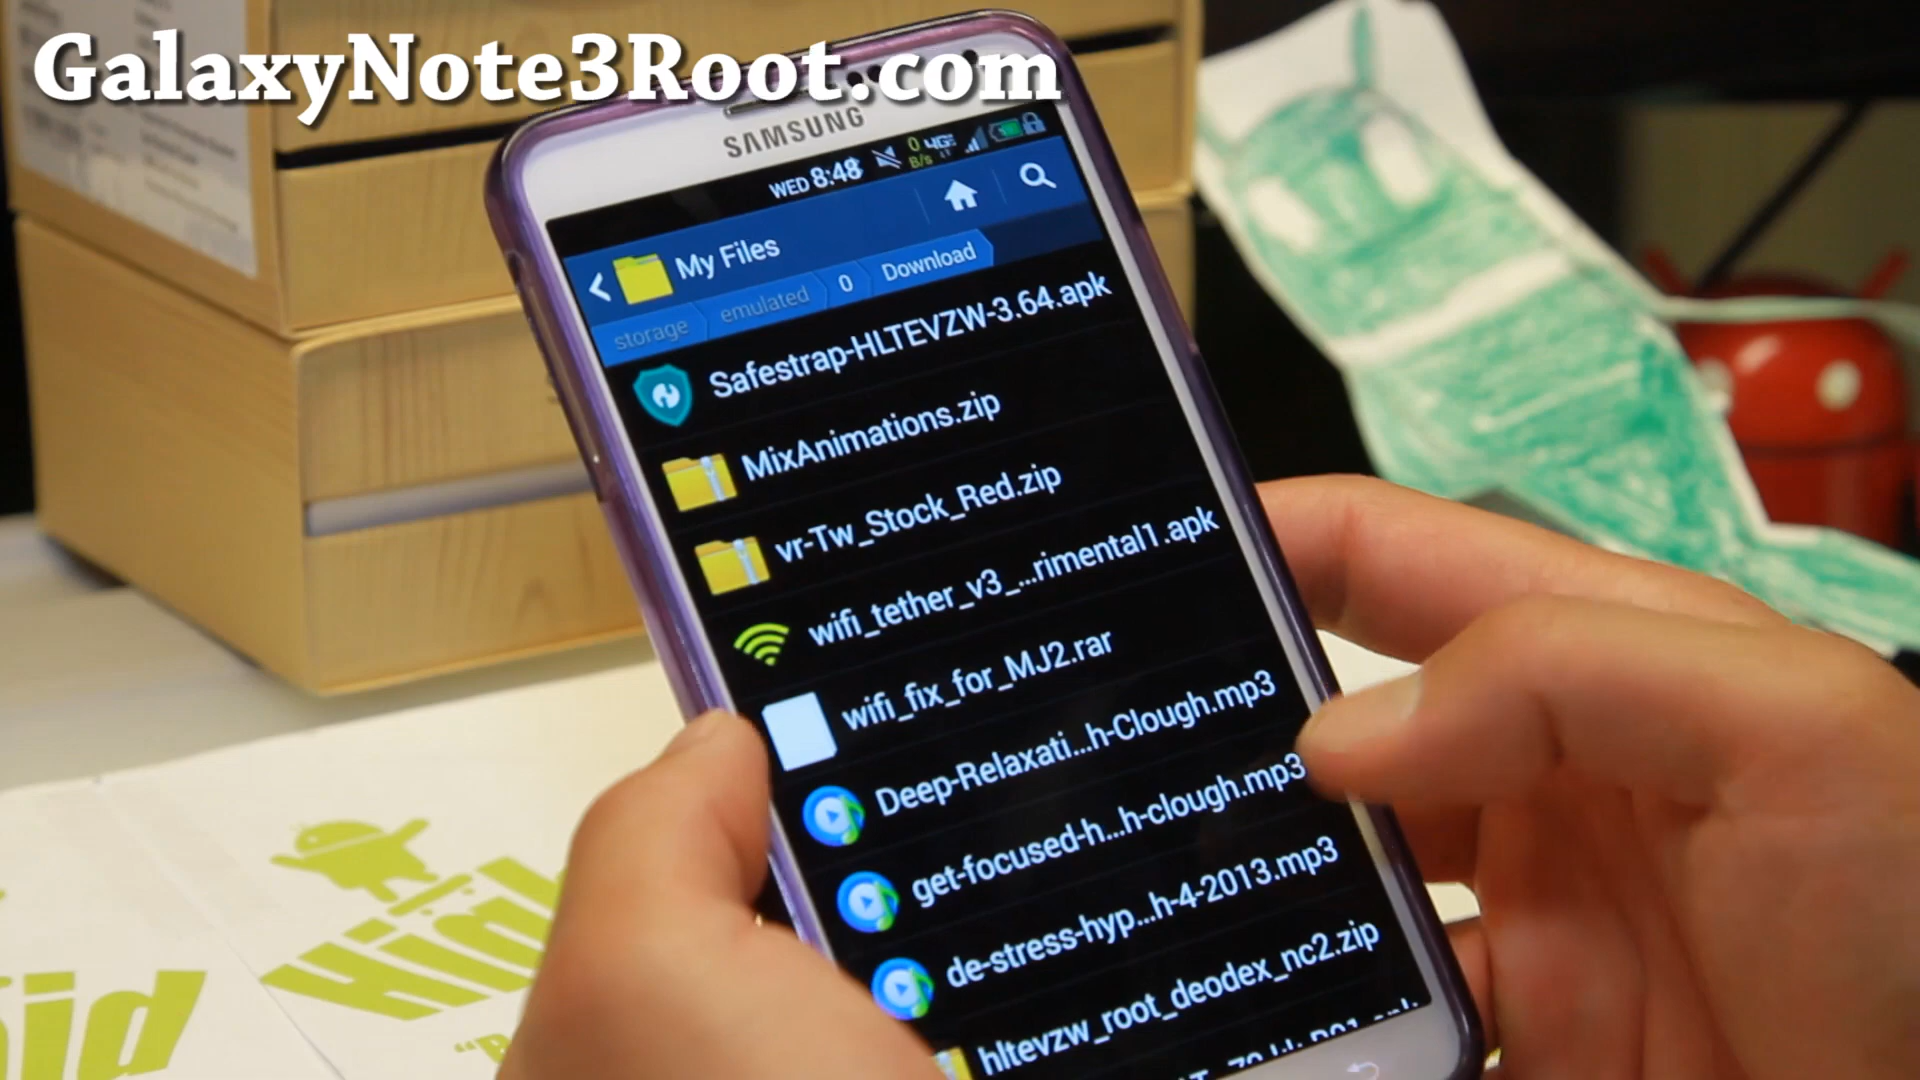 GalaxyNote3Root.com
SAMSUNG
WED 8:48
0 B/s 4G
My Files
storage
emulated
0
Download
Safestrap-HLTEVZW-3.64.apk
MixAnimations.zip
vr-Tw_Stock_Red.zip
wifi_tether_v3_...rimental1.apk
wifi_fix_for_MJ2.rar
Deep-Relaxati...h-Clough.mp3
get-focused-h...h-clough.mp3
de-stress-hyp...h-4-2013.mp3
hltevzw_root_deodex_nc2.zip